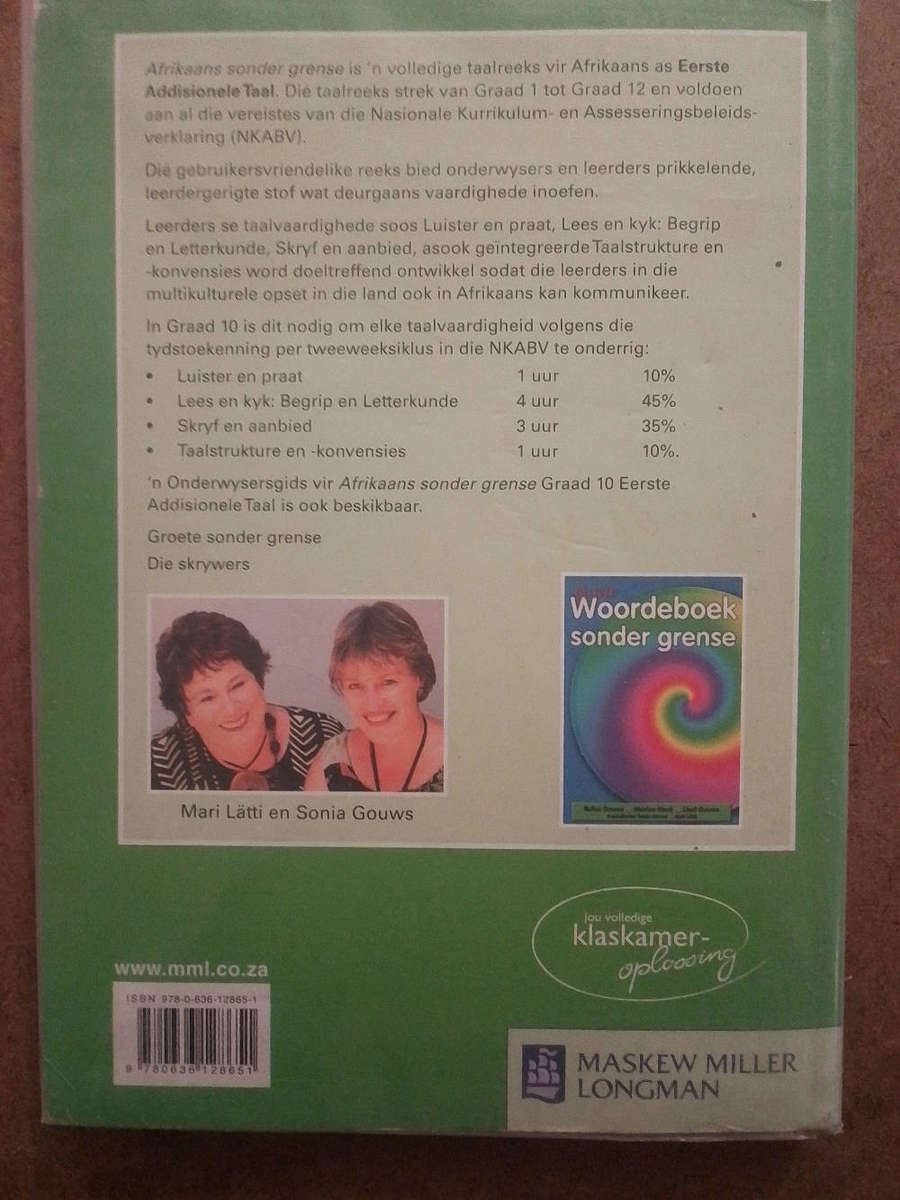 Afrikaans sonder grense is 'n volledige taalreeks vir Afrikaans as Eerste
Addisionele Taal. Dié taalreeks strek van Graad 1 tot Graad 12 en voldoen
aan al die vereistes van die Nasionale Kurrikulum- en Assesseringsbeleids-
verklaring (NKABV).
Dié gebruikersvriendelike reeks bied onderwysers en leerders prikkelende,
leerdergerigte stof wat deurgaans vaardighede inoefen.
Leerders se taalvaardighede soos Luister en praat, Lees en kyk: Begrip
en Letterkunde, Skryf en aanbied, asook geïntegreerde Taalstrukture en
-konvensies word doeltreffend ontwikkel sodat die leerders in die
multikulturele opset in die land ook in Afrikaans kan kommunikeer.
In Graad 10 is dit nodig om elke taalvaardigheid volgens die
tydstoekenning per tweeweeksiklus in die NKABV te onderrig:
• Luister en praat 1 uur 10%
• Lees en kyk: Begrip en Letterkunde 4 uur 45%
• Skryf en aanbied 3 uur 35%
• Taalstrukture en -konvensies 1 uur 10%.
'n Onderwysersgids vir Afrikaans sonder grense Graad 10 Eerste
Addisionele Taal is ook beskikbaar.
Groete sonder grense
Die skrywers
Woordeboek
sonder grense
Mari Lätti en Sonia Gouws
jou volledige
klaskamer-
oplossing
www.mml.co.za
ISBN 978-0-636-12865-1
9 780636 128651
MASKEW MILLER
LONGMAN